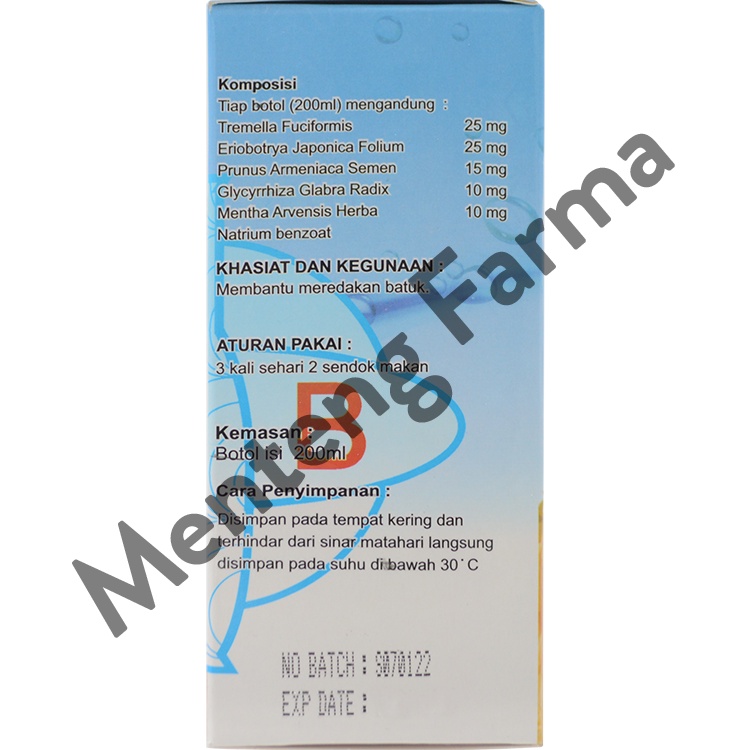 Komposisi
Tiap botol (200ml) mengandung :
Tremella Fuciformis 25 mg
Eriobotrya Japonica Folium 25 mg
Prunus Armeniaca Semen 15 mg
Glycyrrhiza Glabra Radix 10 mg
Mentha Arvensis Herba 10 mg
Natrium benzoat
KHASIAT DAN KEGUNAAN :
Membantu meredakan batuk.
ATURAN PAKAI :
3 kali sehari 2 sendok makan
B
Kemasan :
Botol isi 200ml
Cara Penyimpanan :
Disimpan pada tempat kering dan
terhindar dari sinar matahari langsung
disimpan pada suhu di bawah 30°C
NO BATCH : S070122
EXP DATE :
Menteng Farma